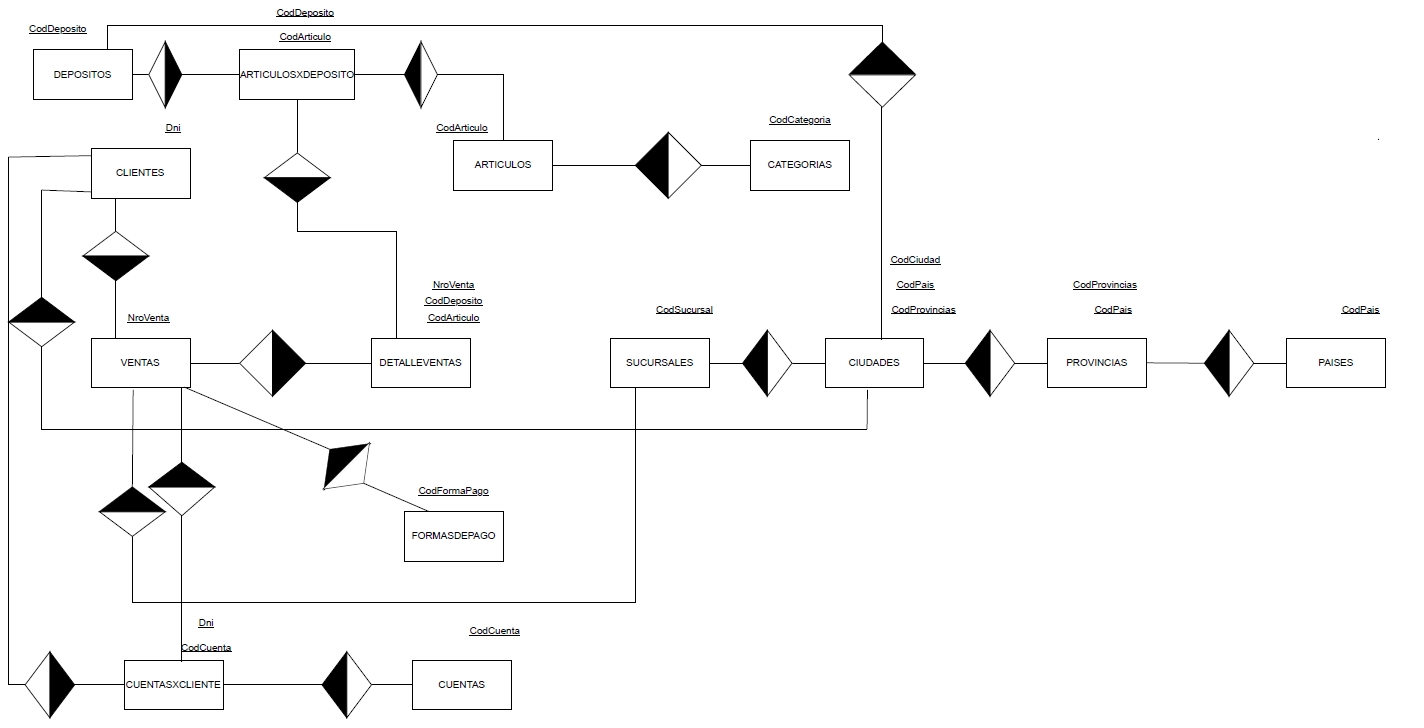 CodDeposito
CodDeposito
CodArticulo
DEPOSITOS
ARTICULOSXDEPOSITO
CodCategoria
Dni
CodArticulo
ARTICULOS
CATEGORIAS
CLIENTES
CodCiudad
NroVenta
CodPais
CodProvincias
CodDeposito
CodSucursal
CodProvincias
CodPais
CodPais
NroVenta
CodArticulo
VENTAS
DETALLEVENTAS
SUCURSALES
CIUDADES
PROVINCIAS
PAISES
CodFormaPago
FORMASDEPAGO
Dni
CodCuenta
CodCuenta
CUENTASXCLIENTE
CUENTAS